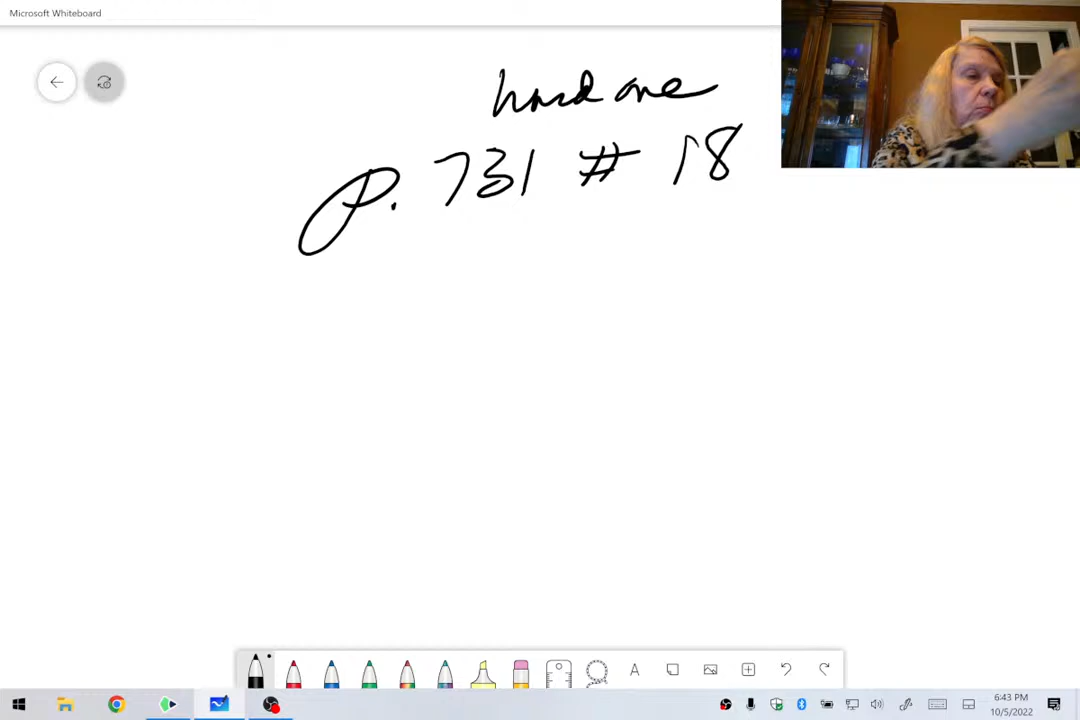 Microsoft Whiteboard
hard one
p. 731 # 18
A
6:43 PM
10/5/2022